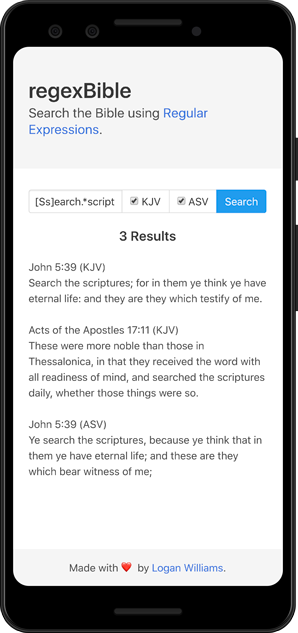 regexBible
Search the Bible using Regular
Expressions.
[Ss]earch.*script
KJV
ASV
Search
3 Results
John 5:39 (KJV)
Search the scriptures; for in them ye think ye have
eternal life: and they are they which testify of me.
Acts of the Apostles 17:11 (KJV)
These were more noble than those in
Thessalonica, in that they received the word with
all readiness of mind, and searched the scriptures
daily, whether those things were so.
John 5:39 (ASV)
Ye search the scriptures, because ye think that in
them ye have eternal life; and these are they
which bear witness of me;
Made with ❤️ by Logan Williams.